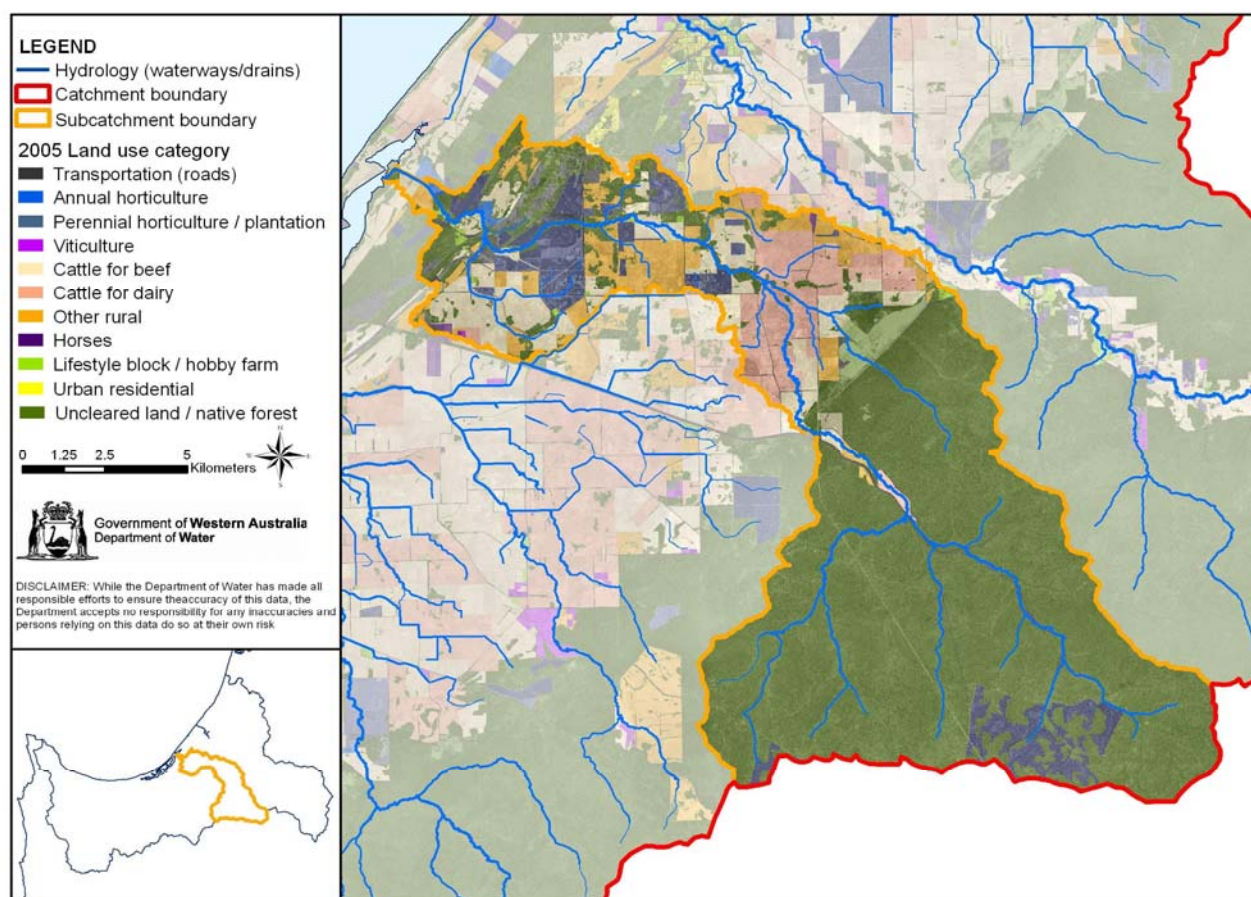 LEGEND
Hydrology (waterways/drains)
Catchment boundary
Subcatchment boundary
2005 Land use category
Transportation (roads)
Annual horticulture
Perennial horticulture / plantation
Viticulture
Cattle for beef
Cattle for dairy
Other rural
Horses
Lifestyle block / hobby farm
Urban residential
Uncleared land / native forest
0 1.25 2.5 5
Kilometers
N
W E
S
Government of Western Australia
Department of Water
DISCLAIMER: While the Department of Water has made all
responsible efforts to ensure theaccuracy of this data, the
Department accepts no responsibility for any inaccuracies and
persons relying on this data do so at their own risk